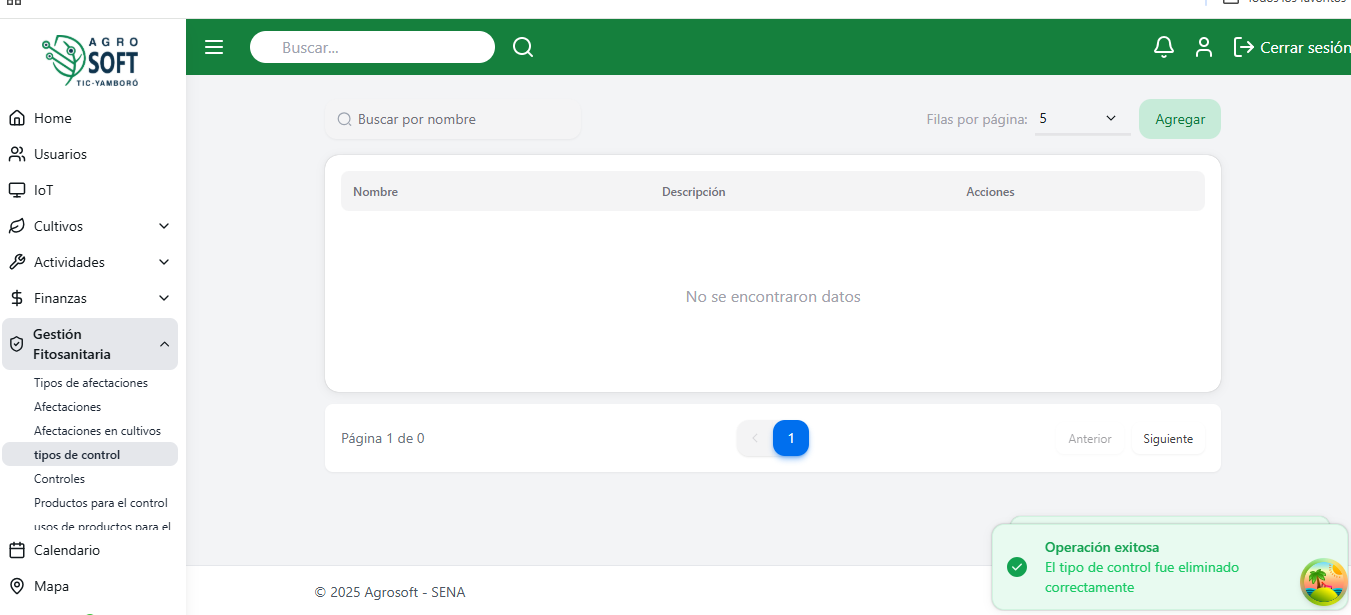 Todos los favoritos
AGRO
SOFT
TIC-YAMBORÓ
Buscar...
Cerrar sesión
Home
Usuarios
IoT
Cultivos
Actividades
Finanzas
Gestión
Fitosanitaria
Tipos de afectaciones
Afectaciones
Afectaciones en cultivos
tipos de control
Controles
Productos para el control
usos de productos para el
Calendario
Mapa
Buscar por nombre
Filas por página: 5
Agregar
Nombre Descripción Acciones
No se encontraron datos
Página 1 de 0
1
Anterior
Siguiente
Operación exitosa
El tipo de control fue eliminado
correctamente
© 2025 Agrosoft - SENA